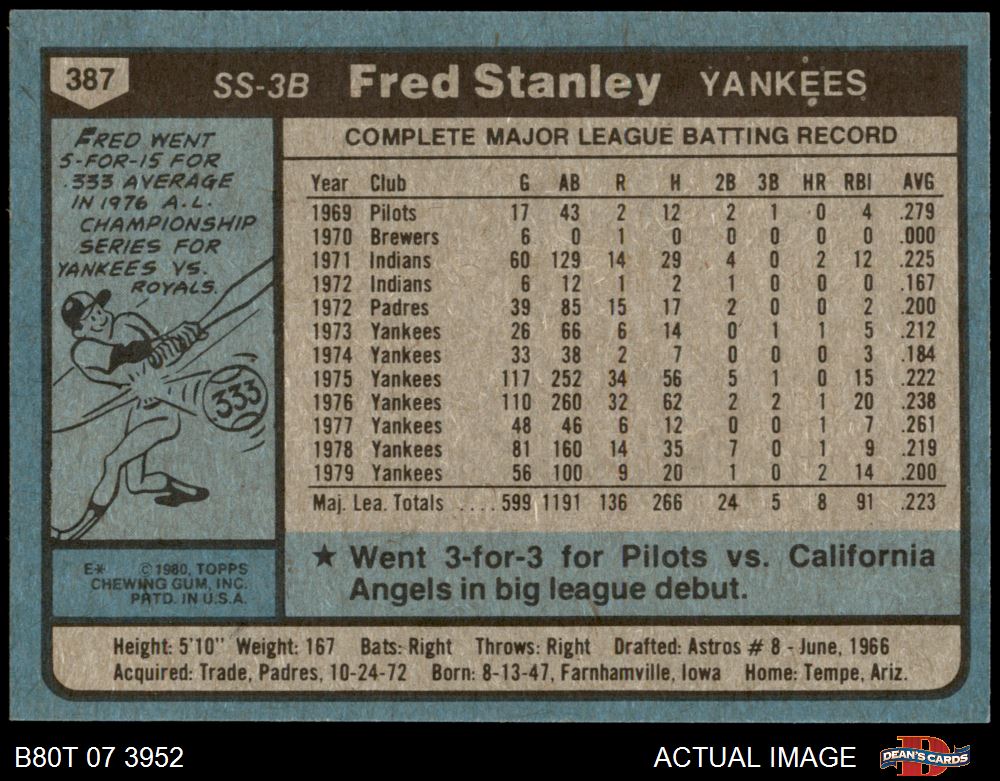 387 SS-3B Fred Stanley YANKEES
FRED WENT
5-FOR-15 FOR
.333 AVERAGE
IN 1976 A.L.
CHAMPIONSHIP
SERIES FOR
YANKEES VS.
ROYALS.
333
E* © 1980, TOPPS
CHEWING GUM, INC.
PRTD. IN U.S.A.
COMPLETE MAJOR LEAGUE BATTING RECORD
Year Club G AB R H 2B 3B HR RBI AVG
1969 Pilots 17 43 2 12 2 1 0 4 .279
1970 Brewers 6 0 1 0 0 0 0 0 .000
1971 Indians 60 129 14 29 4 0 2 12 .225
1972 Indians 6 12 1 2 1 0 0 0 .167
1972 Padres 39 85 15 17 2 0 0 2 .200
1973 Yankees 26 66 6 14 0 1 1 5 .212
1974 Yankees 33 38 2 7 0 0 0 3 .184
1975 Yankees 117 252 34 56 5 1 0 15 .222
1976 Yankees 110 260 32 62 2 2 1 20 .238
1977 Yankees 48 46 6 12 0 0 1 7 .261
1978 Yankees 81 160 14 35 7 0 1 9 .219
1979 Yankees 56 100 9 20 1 0 2 14 .200
Maj. Lea. Totals .... 599 1191 136 266 24 5 8 91 .223
★ Went 3-for-3 for Pilots vs. California
Angels in big league debut.
Height: 5'10" Weight: 167 Bats: Right Throws: Right Drafted: Astros # 8 - June, 1966
Acquired: Trade, Padres, 10-24-72 Born: 8-13-47, Farnhamville, Iowa Home: Tempe, Ariz.
B80T 07 3952 ACTUAL IMAGE DEAN'S CARDS